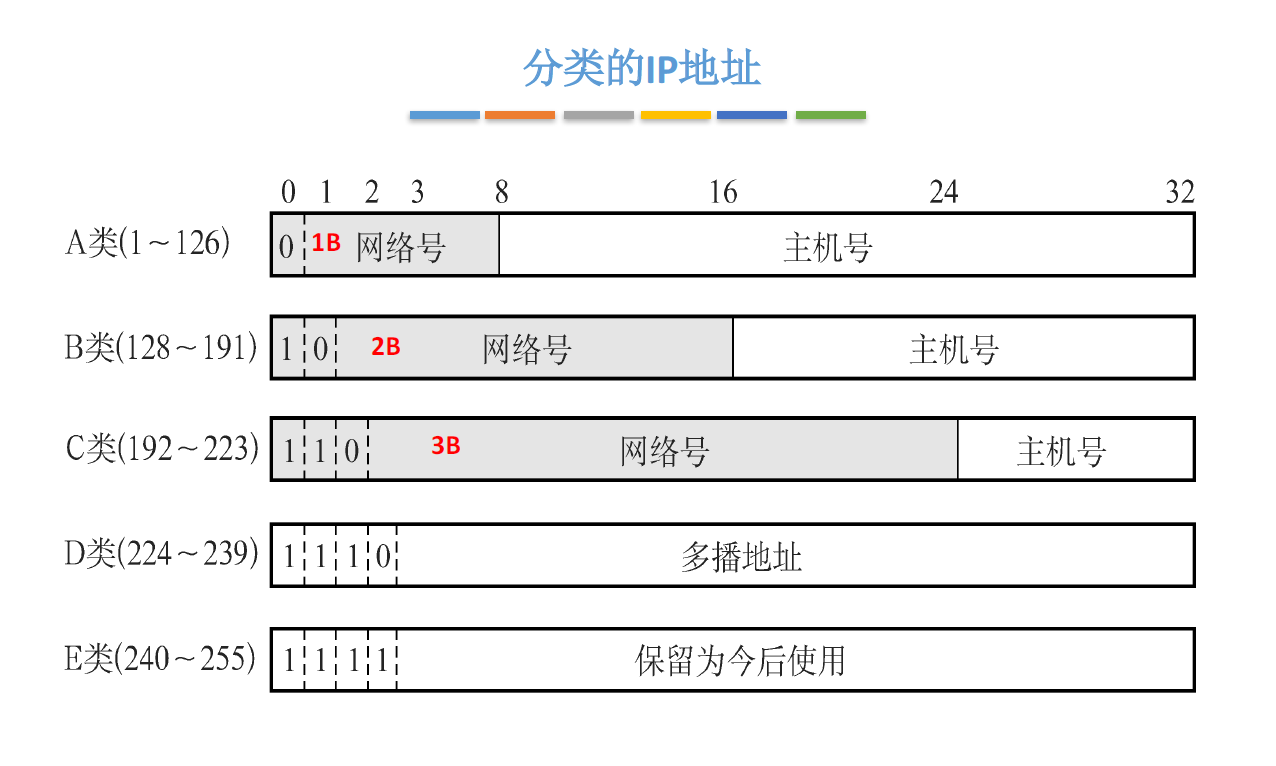 分类的IP地址
0 1 2 3 8 16 24 32
A类(1～126) 0 1B 网络号 主机号
B类(128～191) 1 0 2B 网络号 主机号
C类(192～223) 1 1 0 3B 网络号 主机号
D类(224～239) 1 1 1 0 多播地址
E类(240～255) 1 1 1 1 保留为今后使用